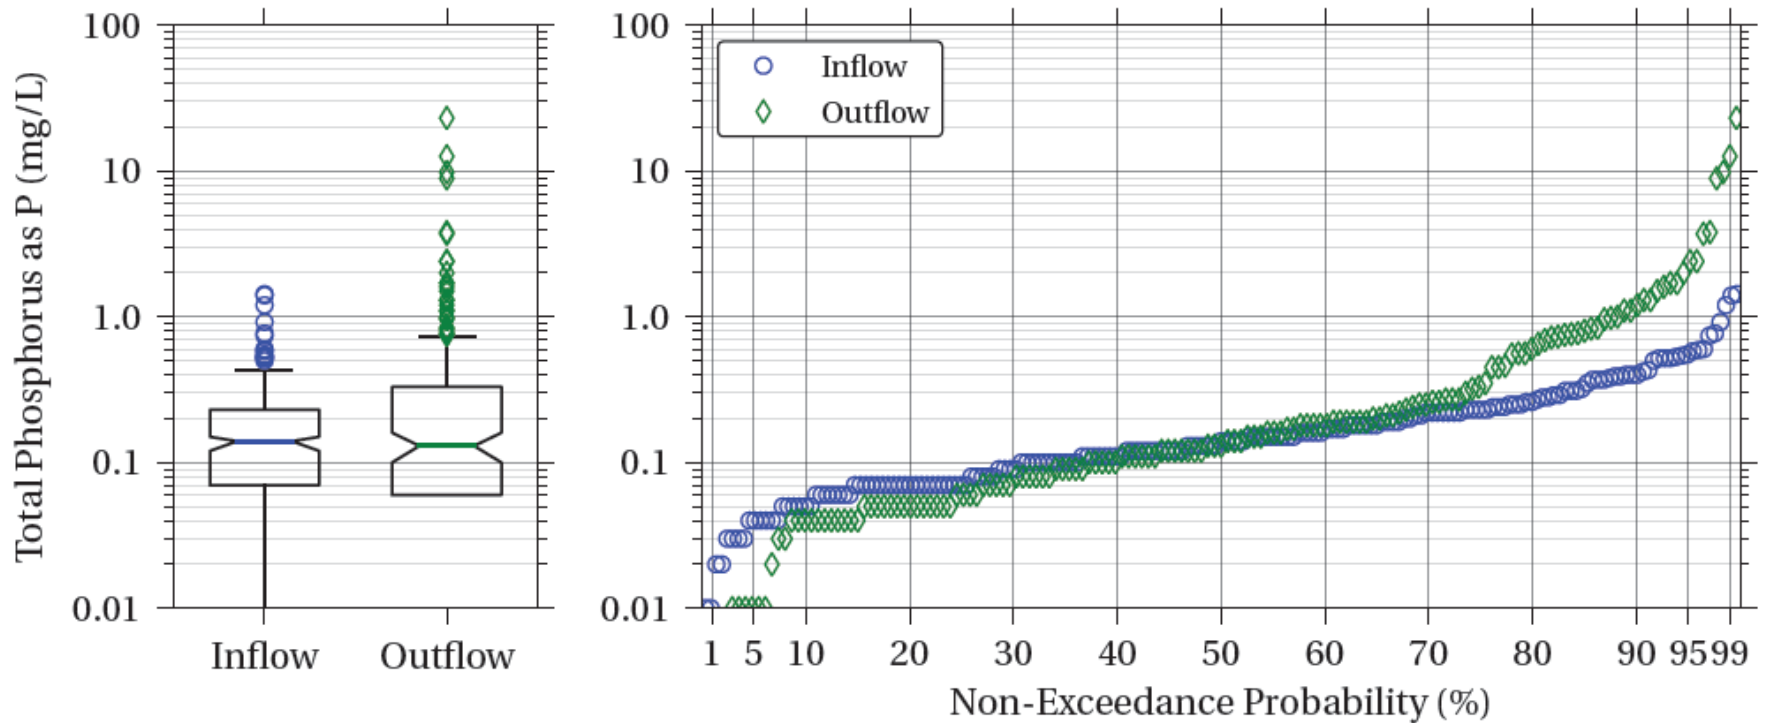 Total Phosphorus as P (mg/L)
100
10
1.0
0.1
0.01
Inflow Outflow
100
10
1.0
0.1
0.01
Inflow
Outflow
1 5 10 20 30 40 50 60 70 80 90 95 99
Non-Exceedance Probability (%)